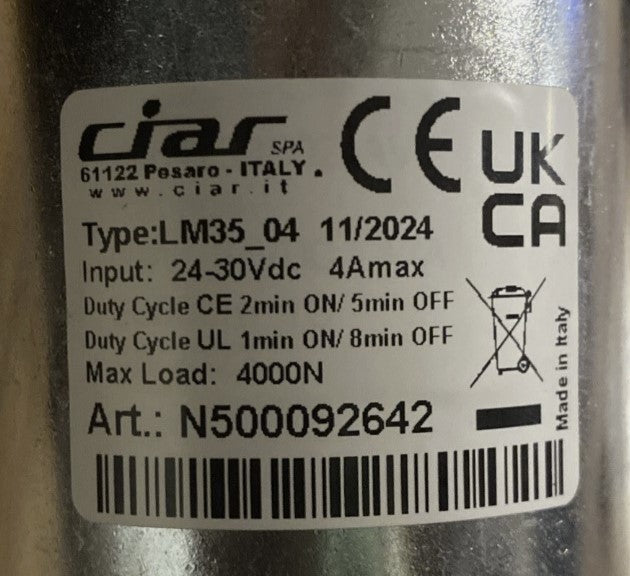 ciar SPA
61122 Pesaro - ITALY .
www.ciar.it
CE
UK
CA
Type:LM35_04 11/2024
Input: 24-30Vdc 4Amax
Duty Cycle CE 2min ON/ 5min OFF
Duty Cycle UL 1min ON/ 8min OFF
Max Load: 4000N
Art.: N500092642
Made in Italy